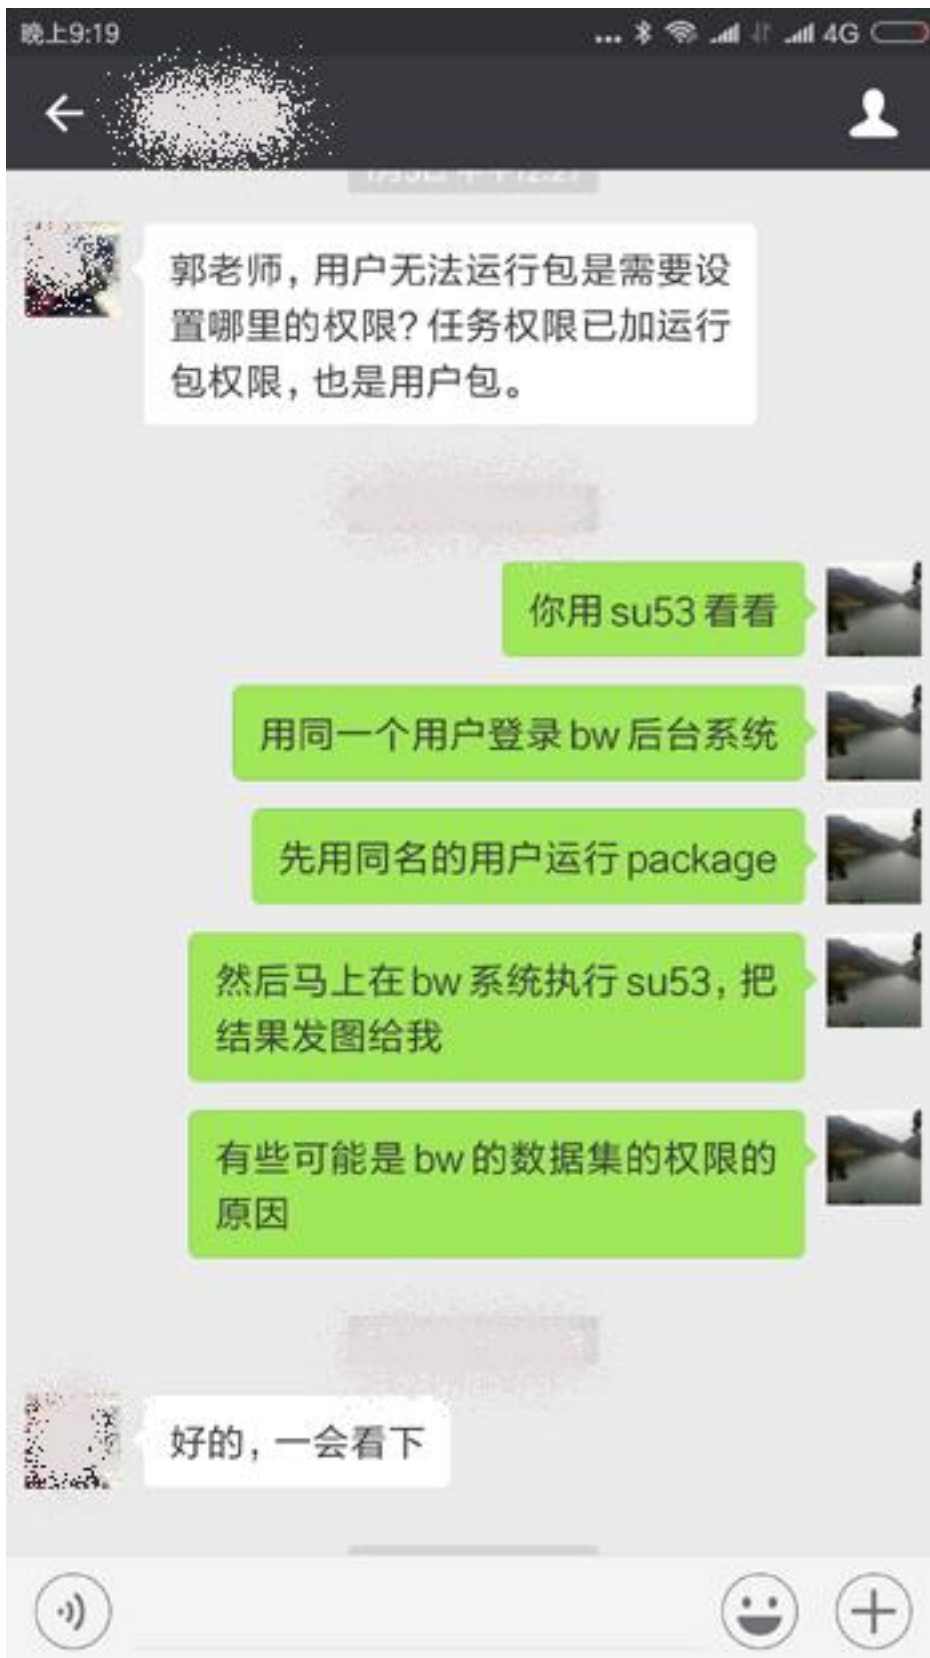 晚上9:19
4G
郭老师，用户无法运行包是需要设
置哪里的权限？任务权限已加运行
包权限，也是用户包。
你用su53看看
用同一个用户登录bw后台系统
先用同名的用户运行package
然后马上在bw系统执行su53，把
结果发图给我
有些可能是bw的数据集的权限的
原因
好的，一会看下